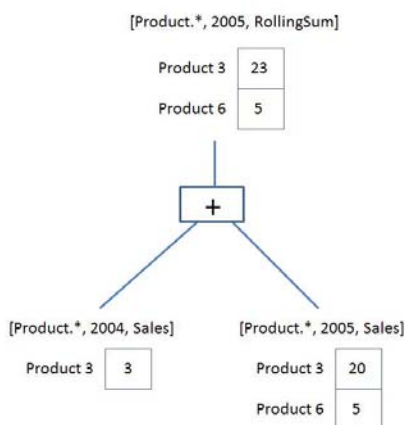 [Product.*, 2005, RollingSum]
Product 3 23
Product 6 5
+
[Product.*, 2004, Sales]
Product 3 3
[Product.*, 2005, Sales]
Product 3 20
Product 6 5